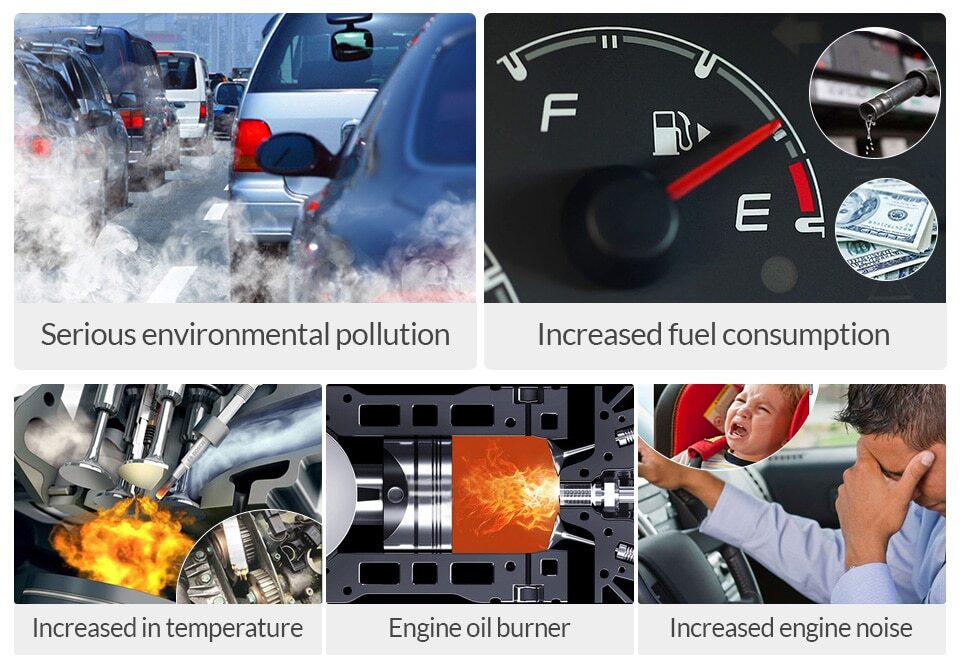 F
E
Serious environmental pollution
Increased fuel consumption
Increased in temperature
Engine oil burner
Increased engine noise